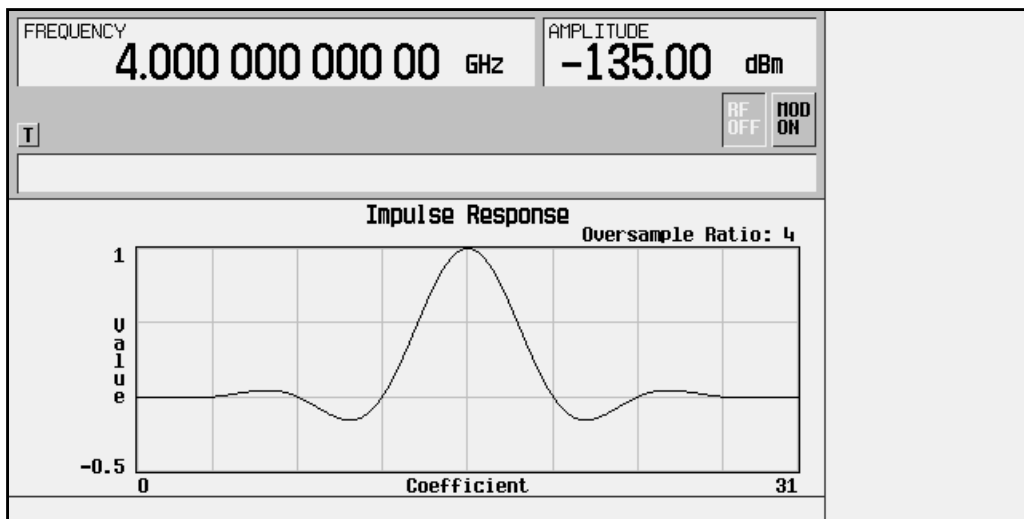 FREQUENCY
4.000 000 000 00 GHz
AMPLITUDE
-135.00 dBm
RF OFF
MOD ON
T
Impulse Response
Oversample Ratio: 4
1
Value
-0.5
0
Coefficient
31